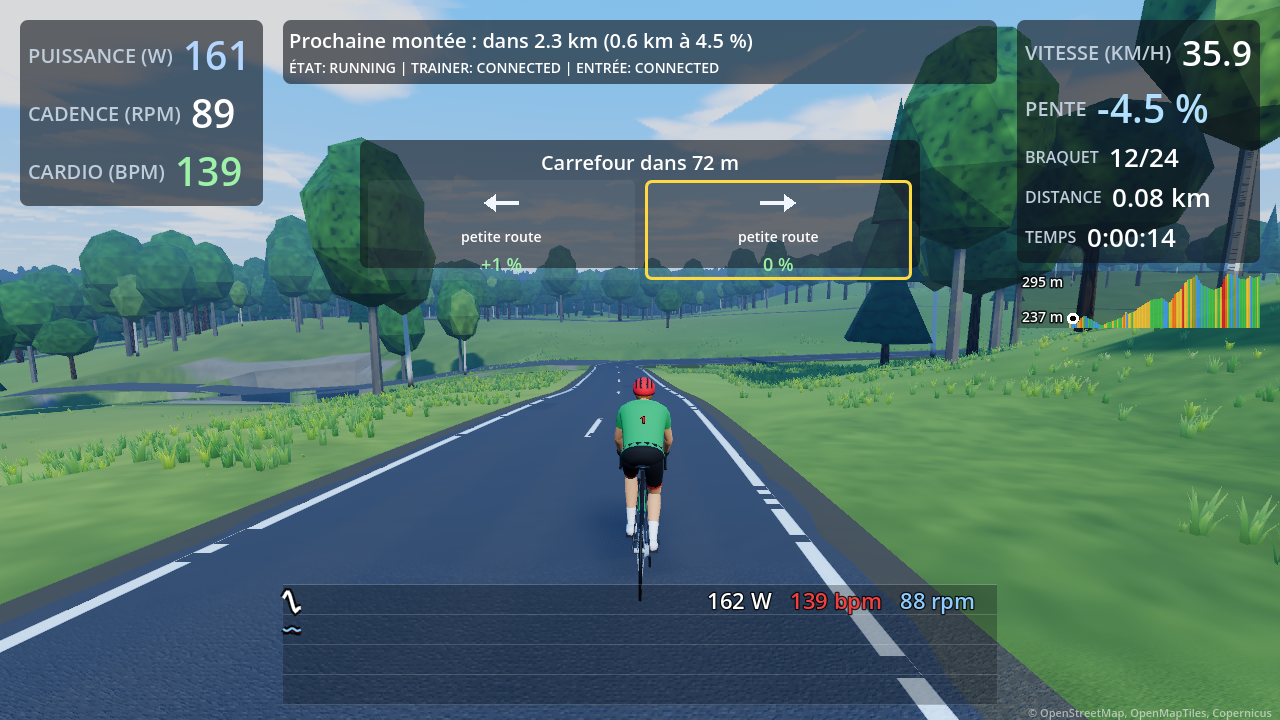 PUISSANCE (W) 161
CADENCE (RPM) 89
CARDIO (BPM) 139
Prochaine montée : dans 2.3 km (0.6 km à 4.5 %)
ÉTAT: RUNNING | TRAINER: CONNECTED | ENTRÉE: CONNECTED
VITESSE (KM/H) 35.9
PENTE -4.5 %
BRAQUET 12/24
DISTANCE 0.08 km
TEMPS 0:00:14
295 m
237 m
Carrefour dans 72 m
petite route
+1 %
petite route
0 %
1
162 W 139 bpm 88 rpm
© OpenStreetMap, OpenMapTiles, Copernicus